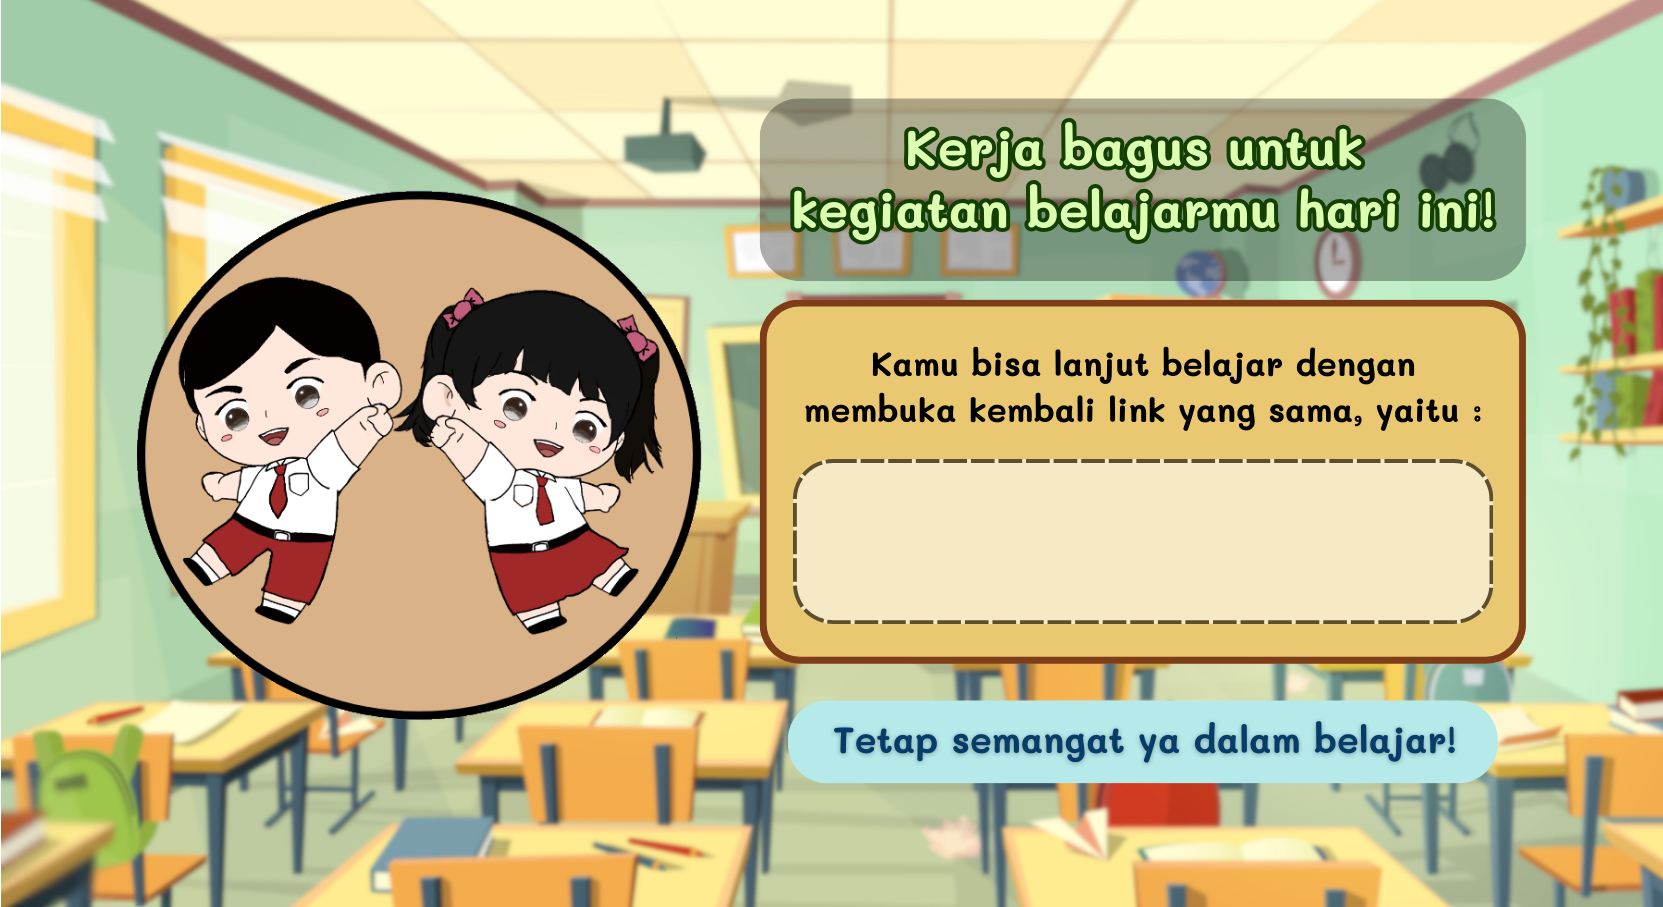 Kerja bagus untuk
kegiatan belajarmu hari ini!
Kamu bisa lanjut belajar dengan
membuka kembali link yang sama, yaitu :
Tetap semangat ya dalam belajar!